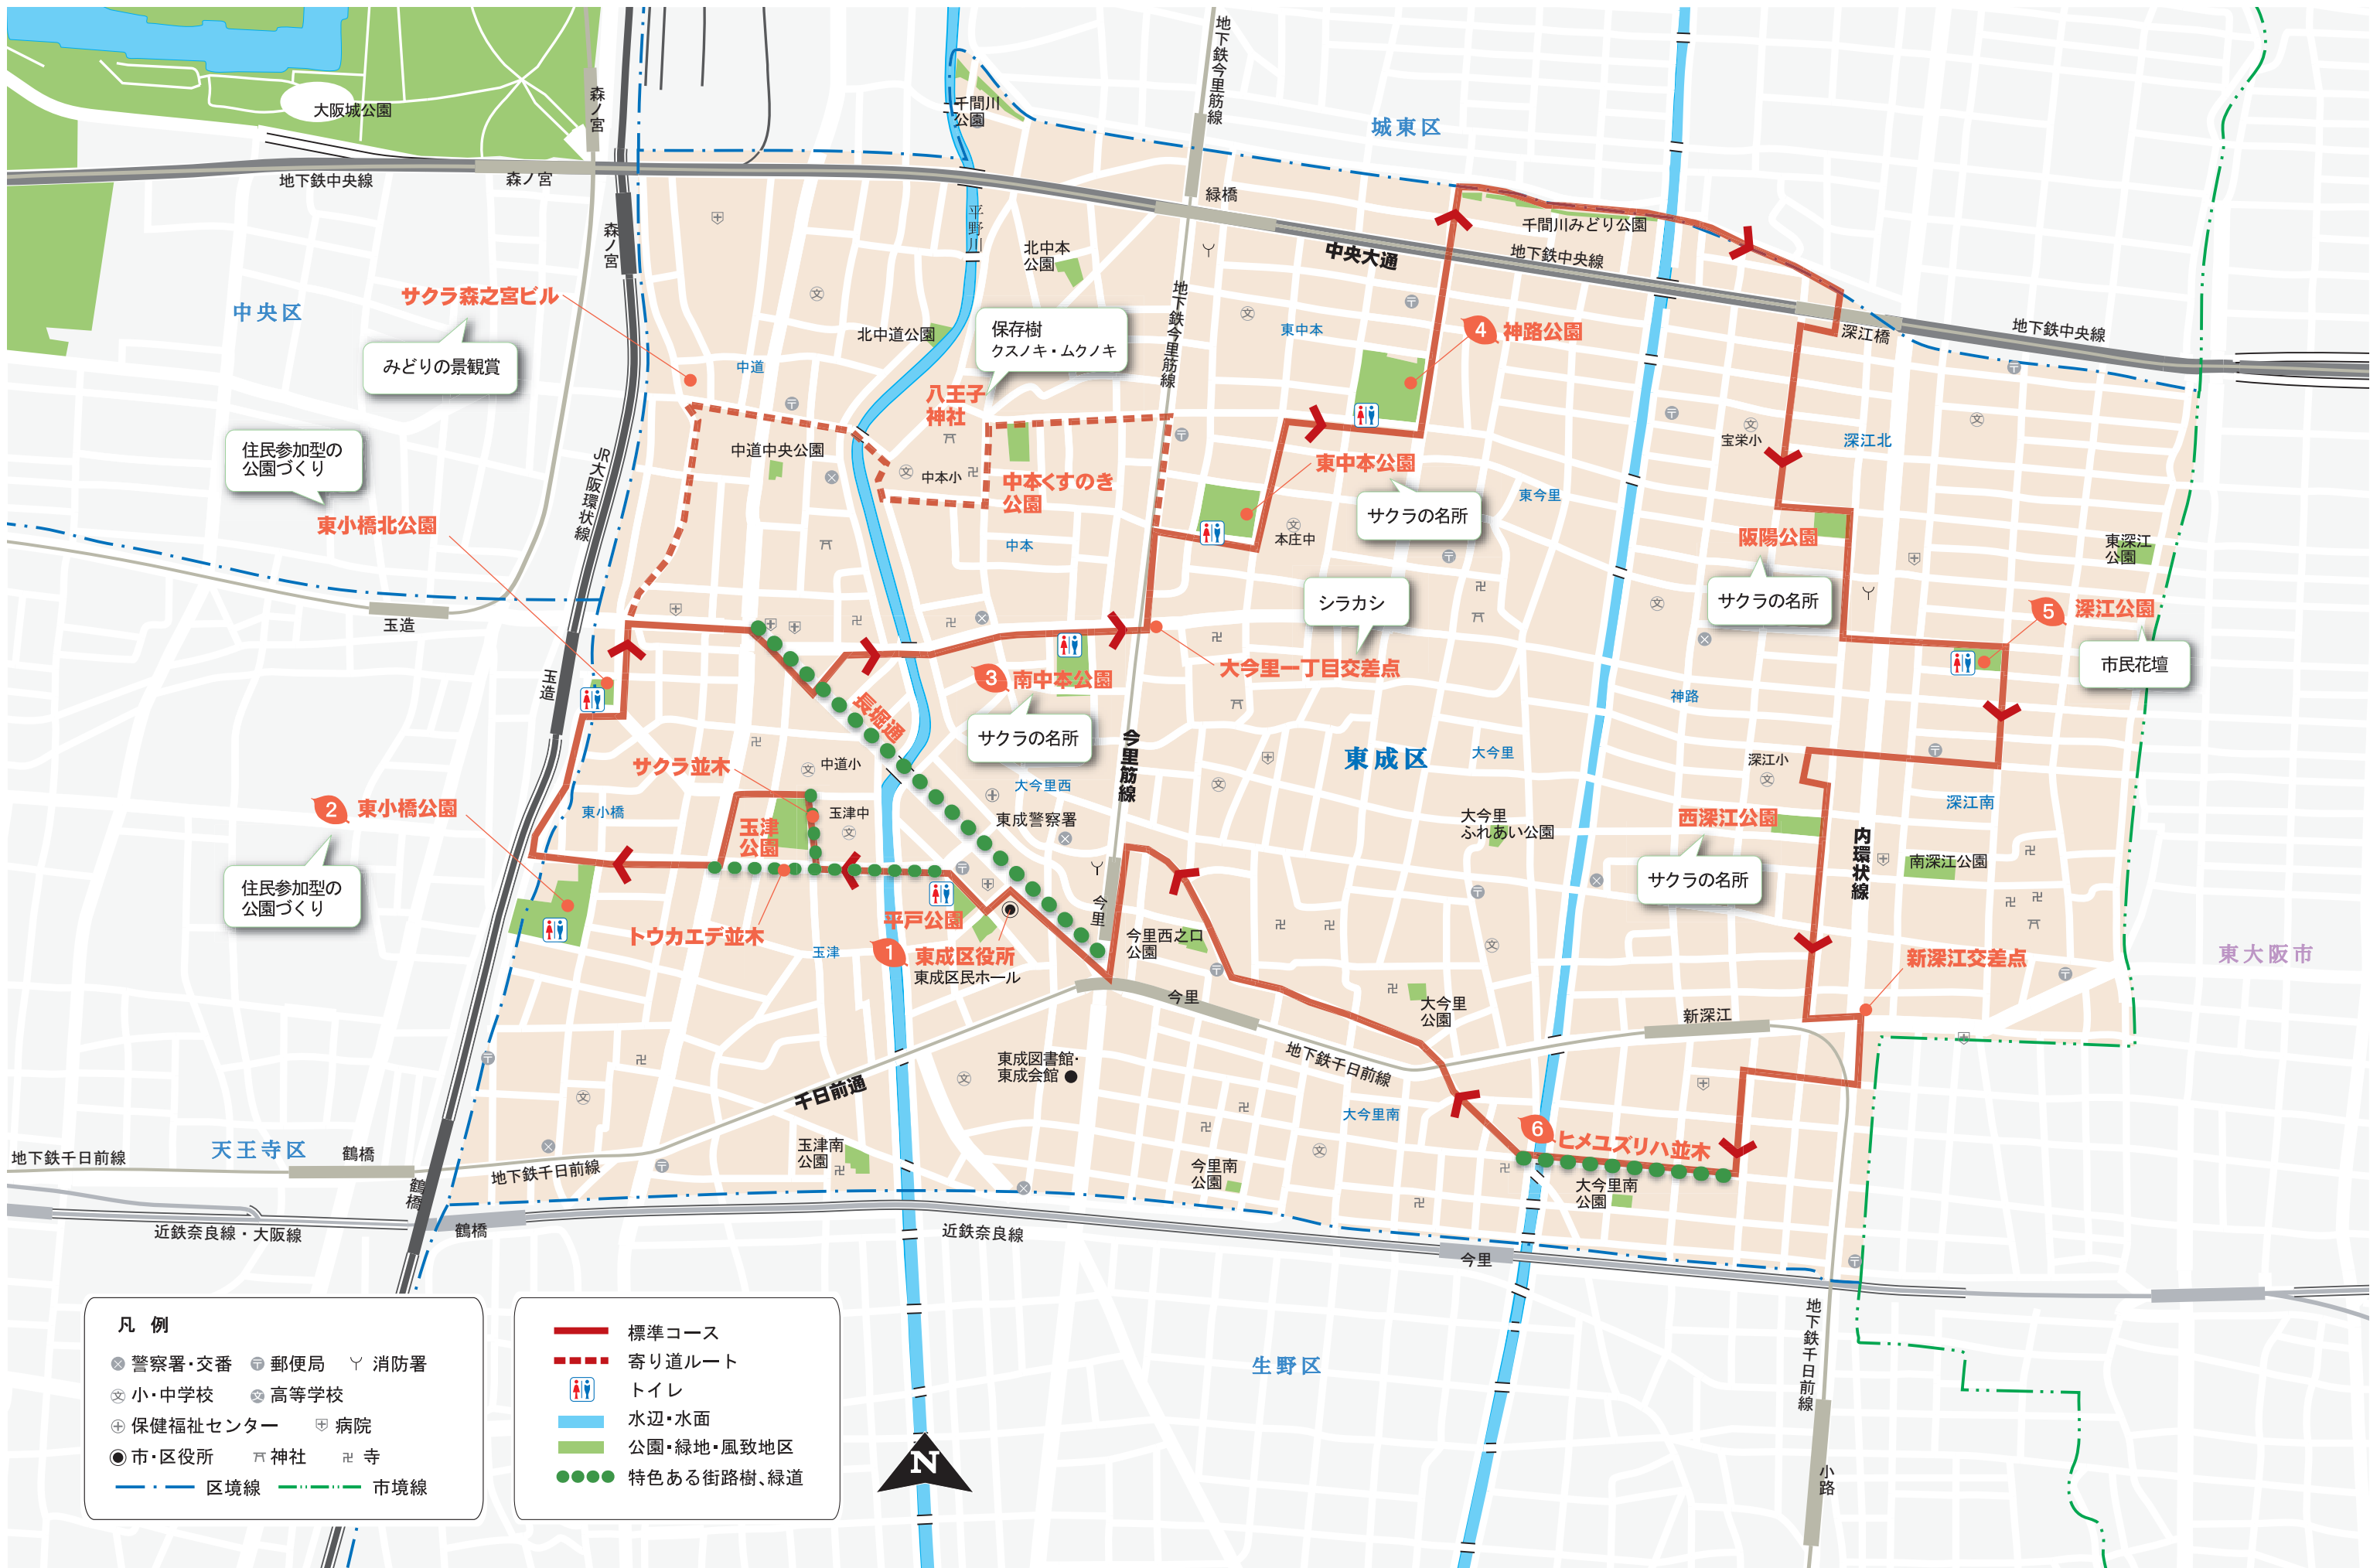 地下鉄今里筋線
城東区
森ノ宮
大阪城公園
千間川
公園
地下鉄中央線
森ノ宮
緑橋
平野川
千間川みどり公園
森ノ宮
北中本
公園
中央大通
地下鉄中央線
中央区
サクラ森之宮ビル
みどりの景観賞
地下鉄今里筋線
保存樹
クスノキ・ムクノキ
東中本
4
神路公園
深江橋
地下鉄中央線
北中道公園
中道
八王子
神社
中道中央公園
中本小
中本くすのき
公園
東中本公園
サクラの名所
東今里
宝栄小
深江北
住民参加型の
公園づくり
JR大阪環状線
東小橋北公園
中本
本庄中
阪陽公園
サクラの名所
東深江
公園
シラカシ
5
深江公園
市民花壇
玉造
玉造
大今里一丁目交差点
3
南中本公園
サクラの名所
長堀通
神路
今里筋線
東成区
大今里
深江小
サクラ並木
中道小
大今里西
深江南
2
東小橋公園
東小橋
玉津
公園
玉津中
東成警察署
大今里
ふれあい公園
西深江公園
サクラの名所
内環状線
南深江公園
住民参加型の
公園づくり
今里
平戸公園
トウカエデ並木
玉津
1
東成区役所
東成区民ホール
今里西之口
公園
新深江交差点
東大阪市
今里
大今里
公園
新深江
東成図書館・
東成会館
地下鉄千日前線
千日前通
大今里南
6
ヒメユズリハ並木
天王寺区
地下鉄千日前線
鶴橋
地下鉄千日前線
玉津南
公園
今里南
公園
大今里南
公園
鶴橋
近鉄奈良線・大阪線
鶴橋
近鉄奈良線
今里
生野区
地下鉄千日前線
小路
凡 例
警察署・交番 郵便局 消防署
小・中学校 高等学校
保健福祉センター 病院
市・区役所 神社 寺
区境線 市境線
標準コース
寄り道ルート
トイレ
水辺・水面
公園・緑地・風致地区
特色ある街路樹、緑道
N